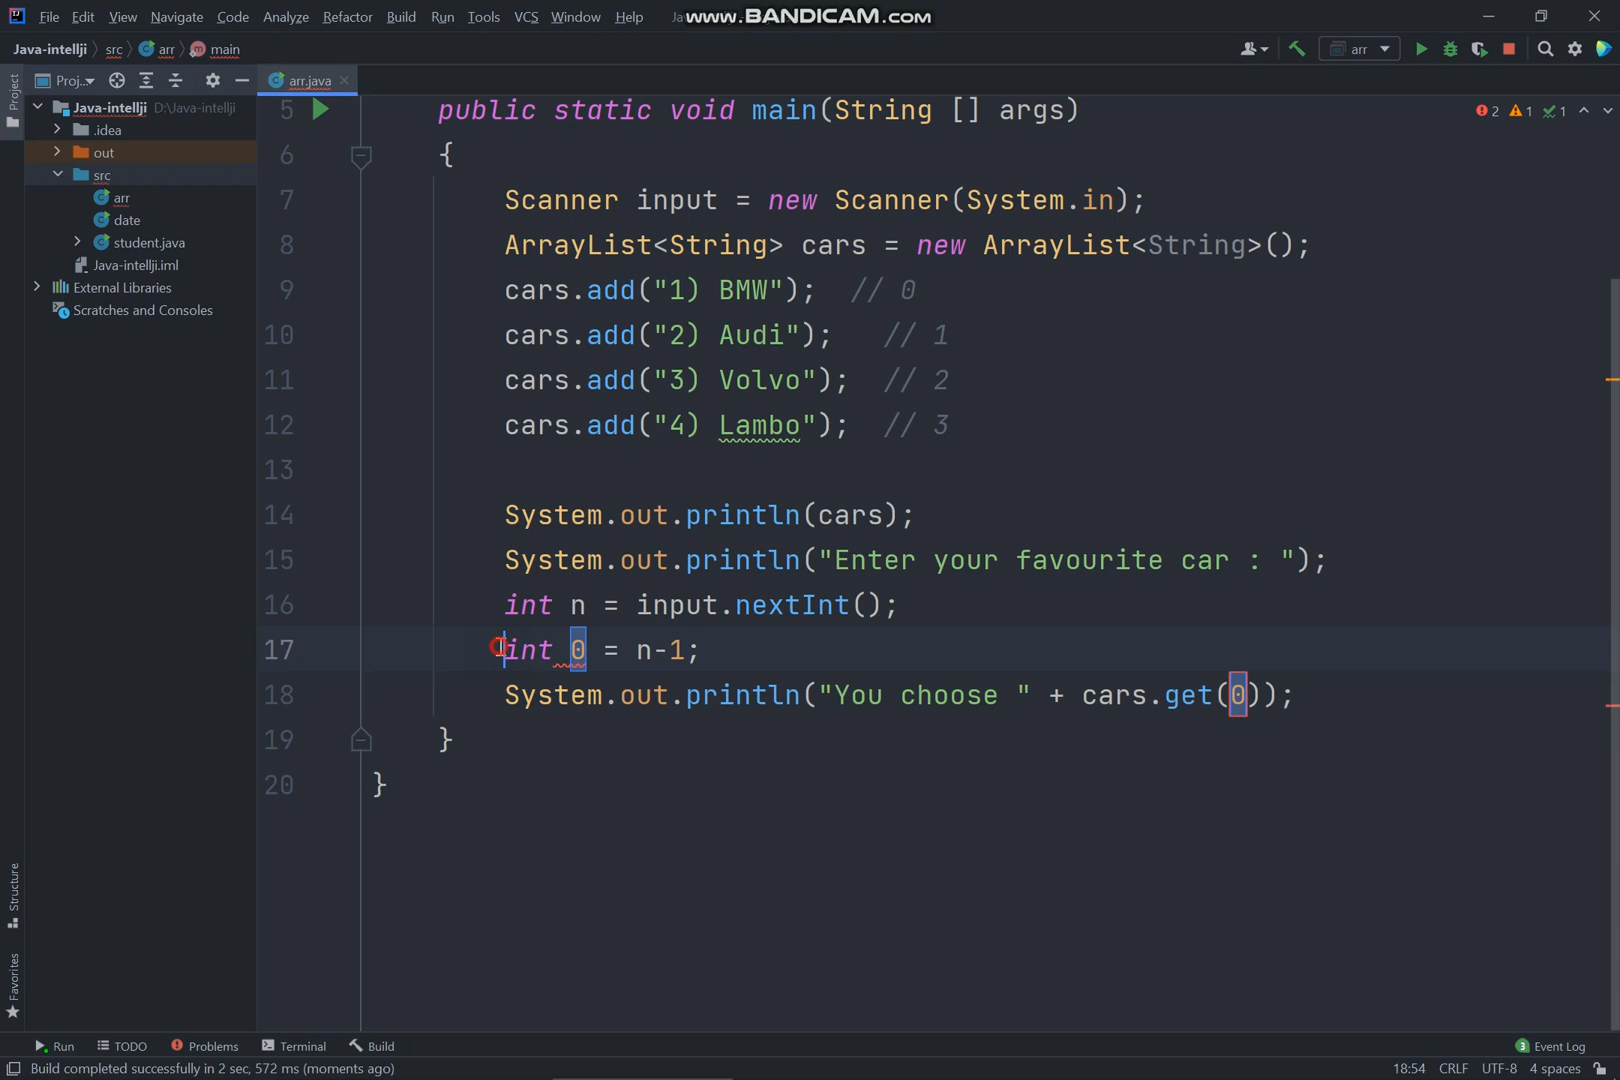 File Edit View Navigate Code Analyze Refactor Build Run Tools VCS Window Help Ja www.BANDICAM.com
Java-intellji src arr main arr
Project Proj... arr.java 2 1 1
Java-intellji D:\Java-intellji
.idea
out
src
arr
date
student.java
Java-intellji.iml
External Libraries
Scratches and Consoles
5 public static void main(String [] args)
6 {
7 Scanner input = new Scanner(System.in);
8 ArrayList<String> cars = new ArrayList<String>();
9 cars.add("1) BMW"); // 0
10 cars.add("2) Audi"); // 1
11 cars.add("3) Volvo"); // 2
12 cars.add("4) Lambo"); // 3
13
14 System.out.println(cars);
15 System.out.println("Enter your favourite car : ");
16 int n = input.nextInt();
17 int 0 = n-1;
18 System.out.println("You choose " + cars.get(0));
19 }
20 }
Structure
Favorites
Run TODO Problems Terminal Build 3 Event Log
Build completed successfully in 2 sec, 572 ms (moments ago) 18:54 CRLF UTF-8 4 spaces